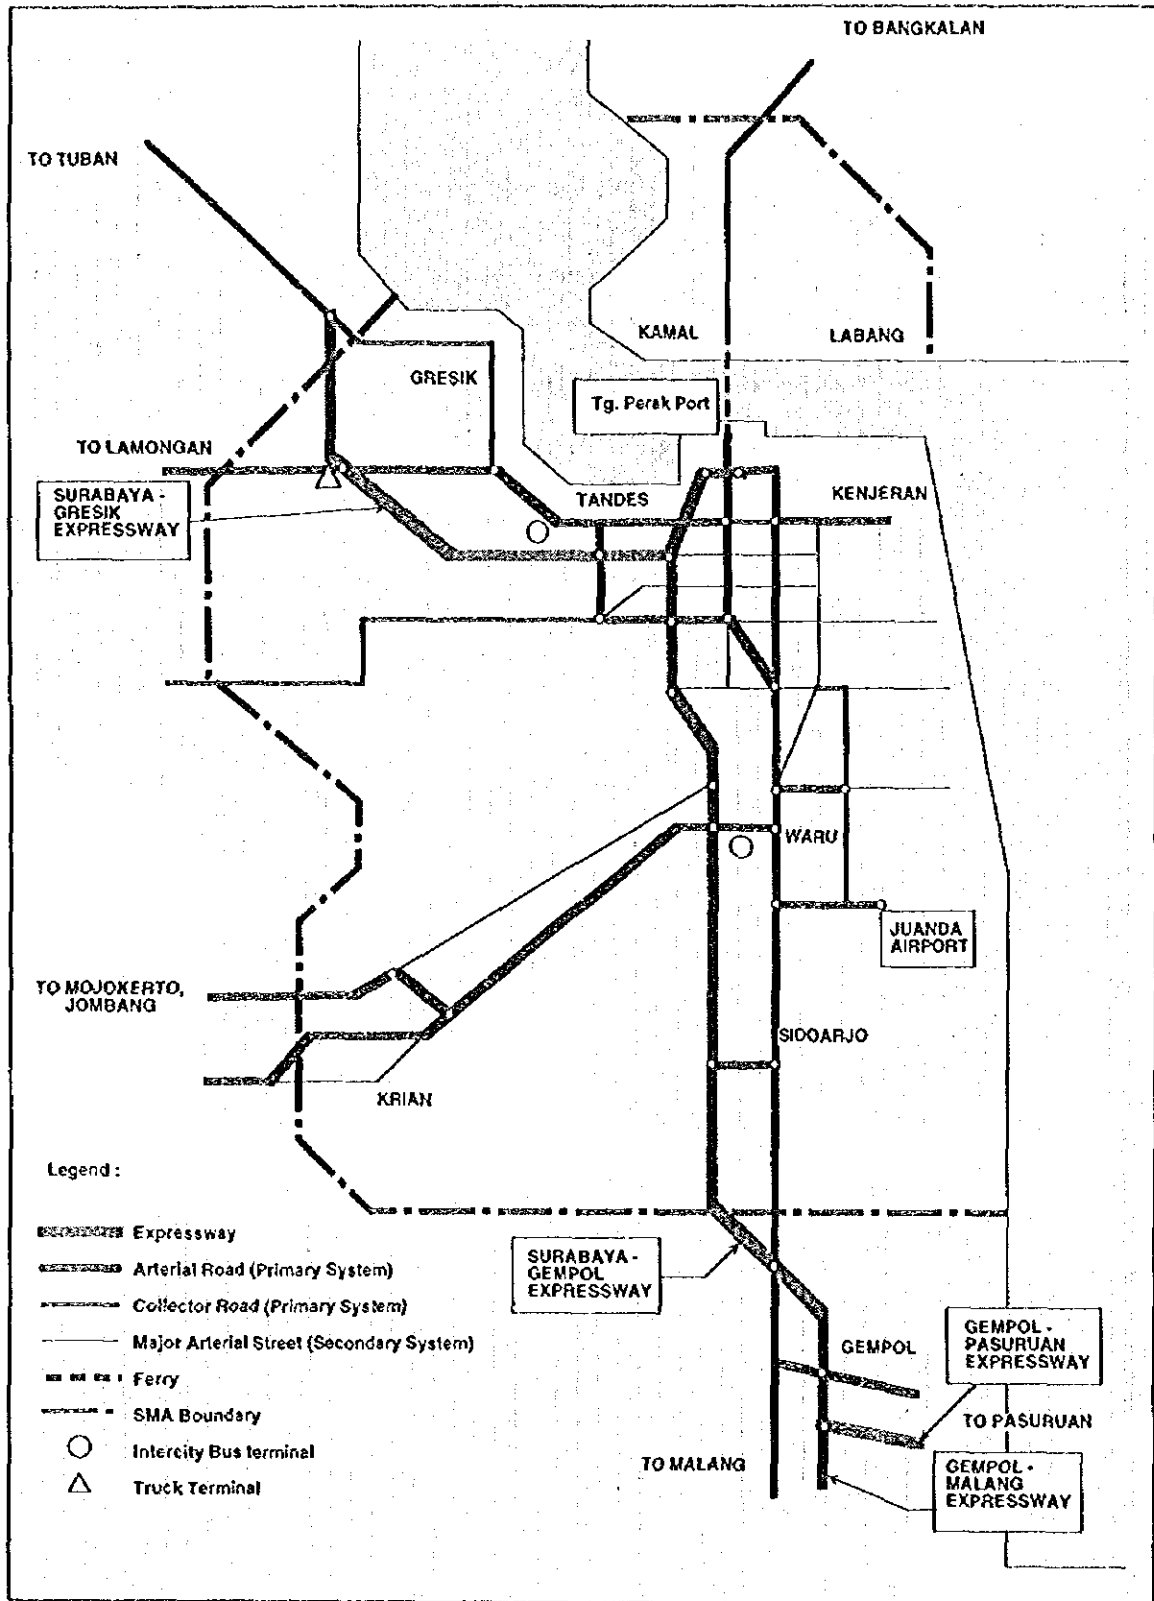 TO BANGKALAN
TO TUBAN
KAMAL
LABANG
GRESIK
Tg. Perak Port
TO LAMONGAN
SURABAYA -
GRESIK
EXPRESSWAY
TANDES
KENJERAN
WARU
JUANDA
AIRPORT
TO MOJOKERTO,
JOMBANG
SIDOARJO
KRIAN
Legend :
Expressway
Arterial Road (Primary System)
Collector Road (Primary System)
Major Arterial Street (Secondary System)
Ferry
SMA Boundary
Intercity Bus terminal
Truck Terminal
SURABAYA -
GEMPOL
EXPRESSWAY
GEMPOL
GEMPOL -
PASURUAN
EXPRESSWAY
TO PASURUAN
TO MALANG
GEMPOL -
MALANG
EXPRESSWAY